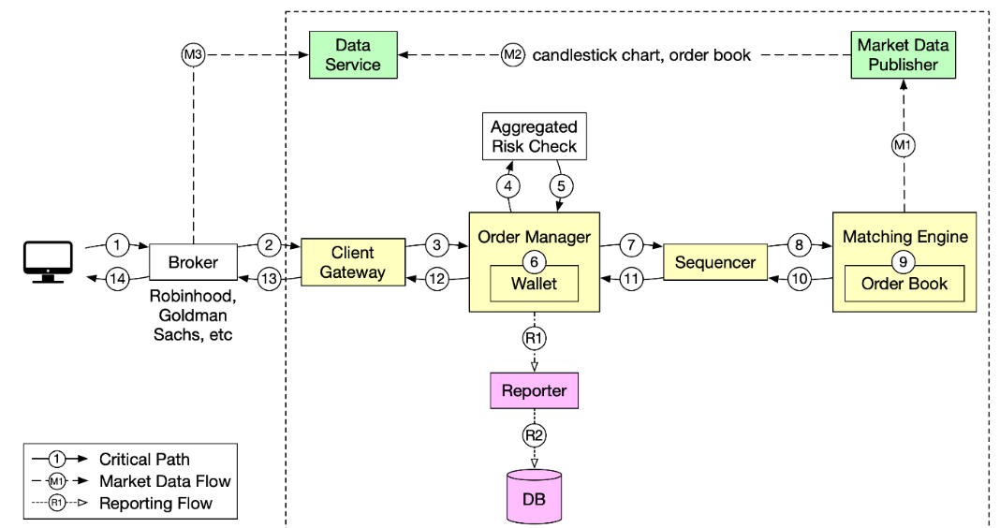 M3
Data
Service
M2
candlestick chart, order book
Market Data
Publisher
Aggregated
Risk Check
M1
4
5
1
2
3
7
8
14
13
12
11
10
Broker
Robinhood,
Goldman
Sachs, etc
Client
Gateway
Order Manager
6
Wallet
Sequencer
Matching Engine
9
Order Book
R1
Reporter
R2
DB
1 Critical Path
M1 Market Data Flow
R1 Reporting Flow